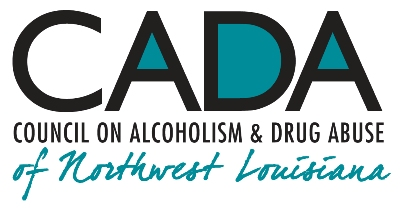 CADA
COUNCIL ON ALCOHOLISM & DRUG ABUSE
of Northwest Louisiana